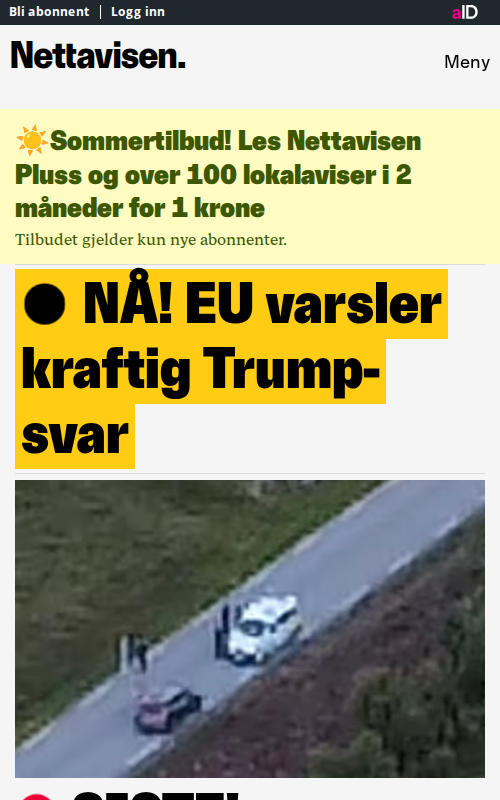 Bli abonnent
Logg inn
aID
Nettavisen.
Meny
☀️Sommertilbud! Les Nettavisen
Pluss og over 100 lokalaviser i 2
måneder for 1 krone
Tilbudet gjelder kun nye abonnenter.
● NÅ! EU varsler
kraftig Trump-
svar